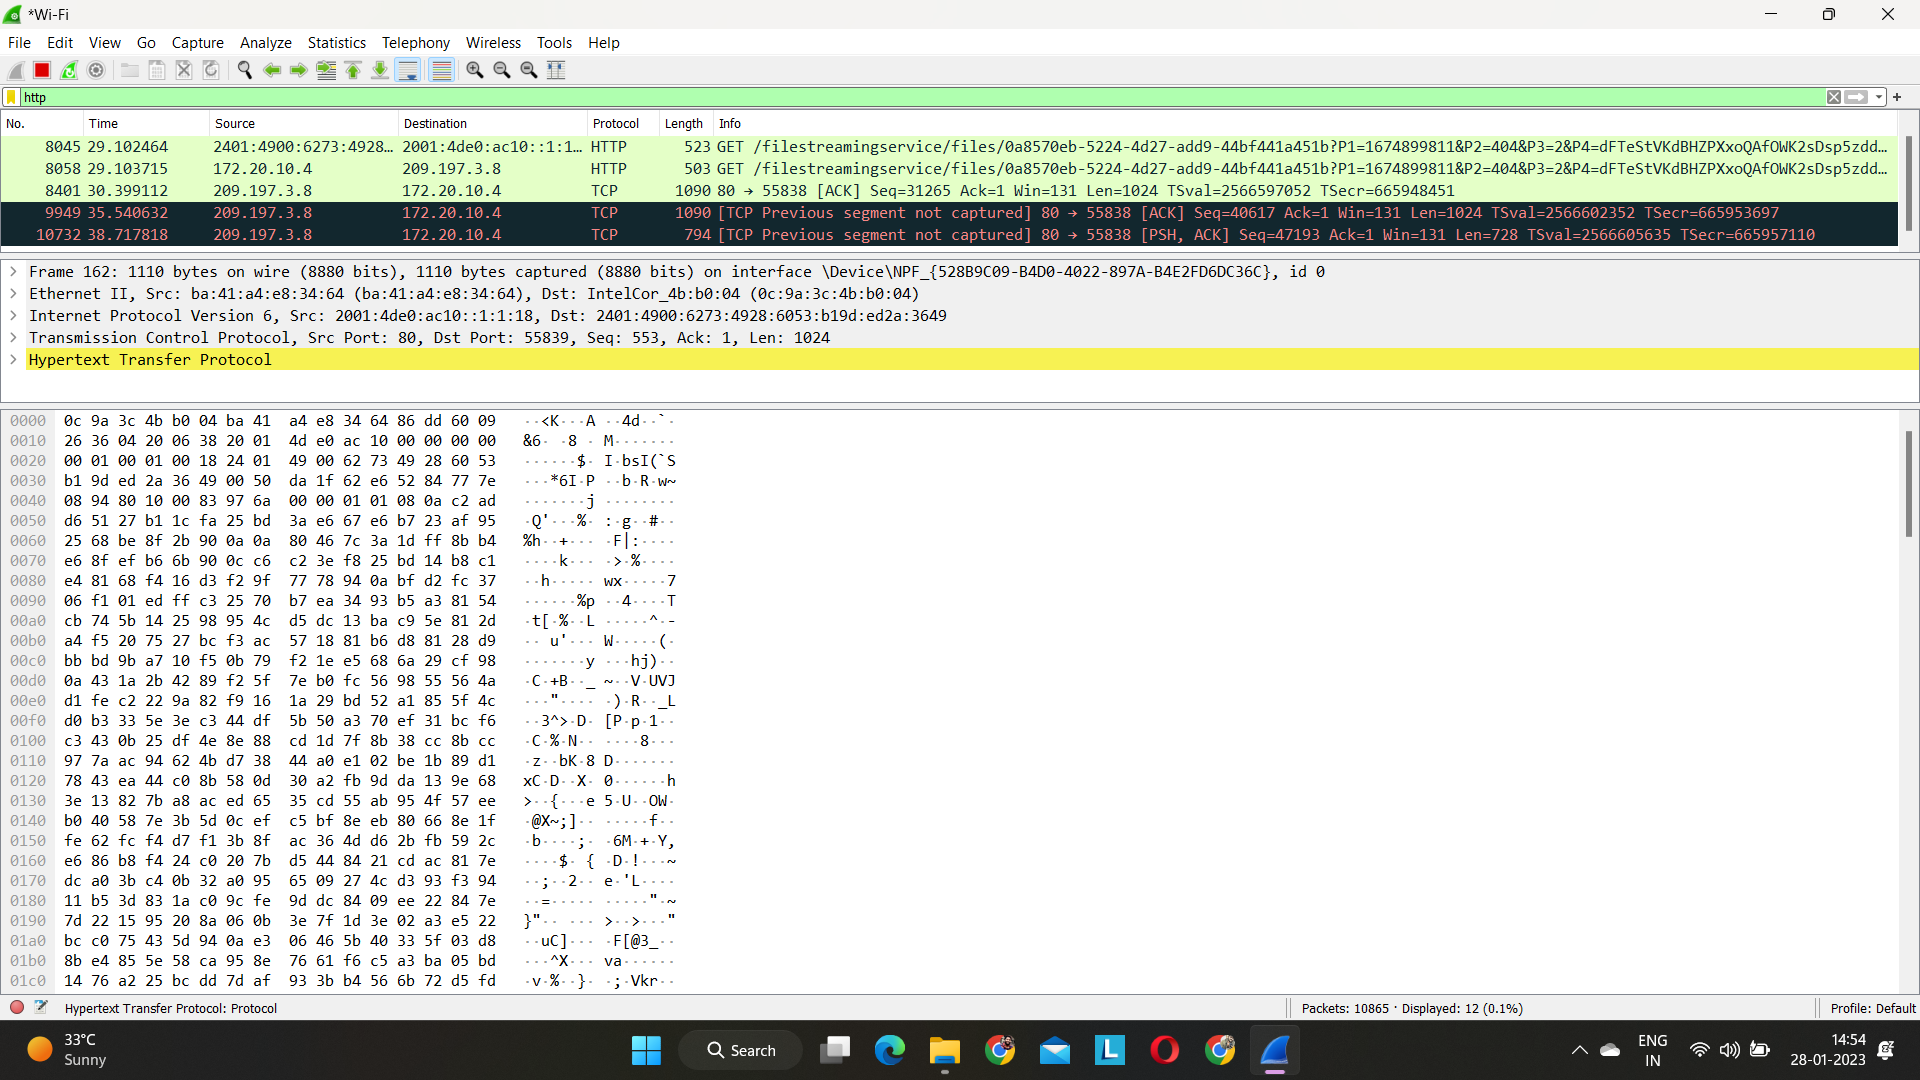 *Wi-Fi
File Edit View Go Capture Analyze Statistics Telephony Wireless Tools Help
http
No. Time Source Destination Protocol Length Info
8045 29.102464 2401:4900:6273:4928… 2001:4de0:ac10::1:1… HTTP 523 GET /filestreamingservice/files/0a8570eb-5224-4d27-add9-44bf441a451b?P1=1674899811&P2=404&P3=2&P4=dFTeStVKdBHZPXxoQAfOWK2sDsp5zdd…
8058 29.103715 172.20.10.4 209.197.3.8 HTTP 503 GET /filestreamingservice/files/0a8570eb-5224-4d27-add9-44bf441a451b?P1=1674899811&P2=404&P3=2&P4=dFTeStVKdBHZPXxoQAfOWK2sDsp5zdd…
8401 30.399112 209.197.3.8 172.20.10.4 TCP 1090 80 → 55838 [ACK] Seq=31265 Ack=1 Win=131 Len=1024 TSval=2566597052 TSecr=665948451
9949 35.540632 209.197.3.8 172.20.10.4 TCP 1090 [TCP Previous segment not captured] 80 → 55838 [ACK] Seq=40617 Ack=1 Win=131 Len=1024 TSval=2566602352 TSecr=665953697
10732 38.717818 209.197.3.8 172.20.10.4 TCP 794 [TCP Previous segment not captured] 80 → 55838 [PSH, ACK] Seq=47193 Ack=1 Win=131 Len=728 TSval=2566605635 TSecr=665957110
Frame 162: 1110 bytes on wire (8880 bits), 1110 bytes captured (8880 bits) on interface \Device\NPF_{528B9C09-B4D0-4022-897A-B4E2FD6DC36C}, id 0
Ethernet II, Src: ba:41:a4:e8:34:64 (ba:41:a4:e8:34:64), Dst: IntelCor_4b:b0:04 (0c:9a:3c:4b:b0:04)
Internet Protocol Version 6, Src: 2001:4de0:ac10::1:1:18, Dst: 2401:4900:6273:4928:6053:b19d:ed2a:3649
Transmission Control Protocol, Src Port: 80, Dst Port: 55839, Seq: 553, Ack: 1, Len: 1024
Hypertext Transfer Protocol
0000 0c 9a 3c 4b b0 04 ba 41 a4 e8 34 64 86 dd 60 09 ··<K···A ··4d··`·
0010 26 36 04 20 06 38 20 01 4d e0 ac 10 00 00 00 00 &6· ·8 · M·······
0020 00 01 00 01 00 18 24 01 49 00 62 73 49 28 60 53 ······$· I·bsI(`S
0030 b1 9d ed 2a 36 49 00 50 da 1f 62 e6 52 84 77 7e ···*6I·P ··b·R·w~
0040 08 94 80 10 00 83 97 6a 00 00 01 01 08 0a c2 ad ·······j ········
0050 d6 51 27 b1 1c fa 25 bd 3a e6 67 e6 b7 23 af 95 ·Q'···%· :·g··#··
0060 25 68 be 8f 2b 90 0a 0a 80 46 7c 3a 1d ff 8b b4 %h··+··· ·F|:····
0070 e6 8f ef b6 6b 90 0c c6 c2 3e f8 25 bd 14 b8 c1 ····k··· ·>·%····
0080 e4 81 68 f4 16 d3 f2 9f 77 78 94 0a bf d2 fc 37 ··h····· wx·····7
0090 06 f1 01 ed ff c3 25 70 b7 ea 34 93 b5 a3 81 54 ······%p ··4····T
00a0 cb 74 5b 14 25 98 95 4c d5 dc 13 ba c9 5e 81 2d ·t[·%··L ·····^·-
00b0 a4 f5 20 75 27 bc f3 ac 57 18 81 b6 d8 81 28 d9 ·· u'··· W·····(·
00c0 bb bd 9b a7 10 f5 0b 79 f2 1e e5 68 6a 29 cf 98 ·······y ···hj)··
00d0 0a 43 1a 2b 42 89 f2 5f 7e b0 fc 56 98 55 56 4a ·C·+B··_ ~··V·UVJ
00e0 d1 fe c2 22 9a 82 f9 16 1a 29 bd 52 a1 85 5f 4c ···"···· ·)·R··_L
00f0 d0 b3 33 5e 3e c3 44 df 5b 50 a3 70 ef 31 bc f6 ··3^>·D· [P·p·1··
0100 c3 43 0b 25 df 4e 8e 88 cd 1d 7f 8b 38 cc 8b cc ·C·%·N·· ····8···
0110 97 7a ac 94 62 4b d7 38 44 a0 e1 02 be 1b 89 d1 ·z··bK·8 D·······
0120 78 43 ea 44 c0 8b 58 0d 30 a2 fb 9d da 13 9e 68 xC·D··X· 0······h
0130 3e 13 82 7b a8 ac ed 65 35 cd 55 ab 95 4f 57 ee >··{···e 5·U··OW·
0140 b0 40 58 7e 3b 5d 0c ef c5 bf 8e eb 80 66 8e 1f ·@X~;]·· ·····f··
0150 fe 62 fc f4 d7 f1 3b 8f ac 36 4d d6 2b fb 59 2c ·b····;· ·6M·+·Y,
0160 e6 86 b8 f4 24 c0 20 7b d5 44 84 21 cd ac 81 7e ····$· { ·D·!···~
0170 dc a0 3b c4 0b 32 a0 95 65 09 27 4c d3 93 f3 94 ··;··2·· e·'L····
0180 11 b5 3d 83 1a c0 9c fe 9d dc 84 09 ee 22 84 7e ··=····· ·····"·~
0190 7d 22 15 95 20 8a 06 0b 3e 7f 1d 3e 02 a3 e5 22 }"·· ··· >··>···"
01a0 bc c0 75 43 5d 94 0a e3 06 46 5b 40 33 5f 03 d8 ··uC]··· ·F[@3_··
01b0 8b e4 85 5e 58 ca 95 8e 76 61 f6 c5 a3 ba 05 bd ···^X··· va······
01c0 14 76 a2 25 bc dd 7d af 93 3b b4 56 6b 72 d5 fd ·v·%··}· ·;·Vkr··
Hypertext Transfer Protocol: Protocol Packets: 10865 · Displayed: 12 (0.1%) Profile: Default
33°C
Sunny
Search
ENG
IN
14:54
28-01-2023